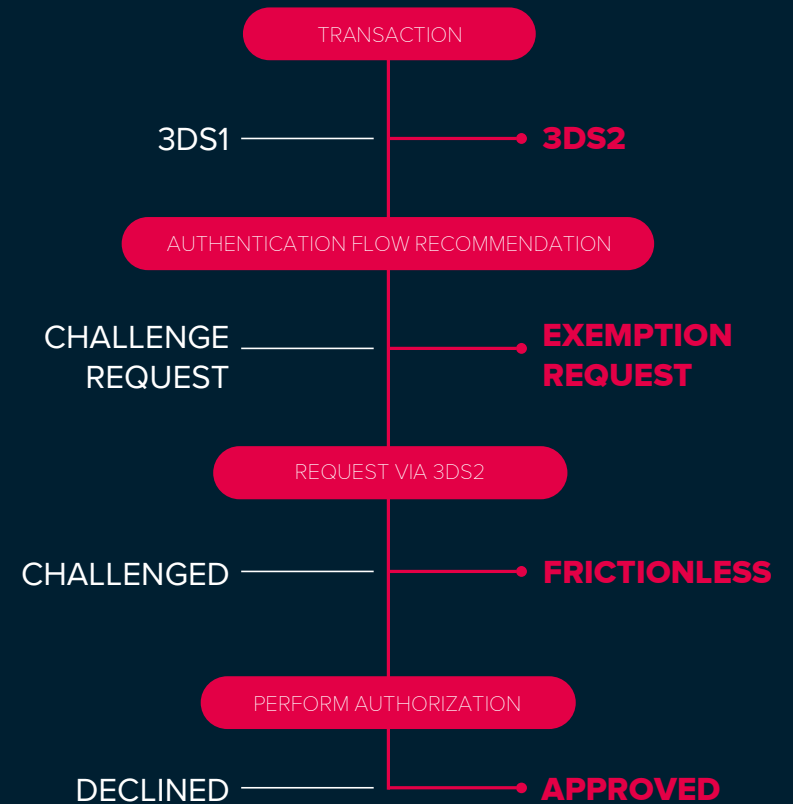 TRANSACTION
3DS1
3DS2
AUTHENTICATION FLOW RECOMMENDATION
CHALLENGE
REQUEST
EXEMPTION
REQUEST
REQUEST VIA 3DS2
CHALLENGED
FRICTIONLESS
PERFORM AUTHORIZATION
DECLINED
APPROVED